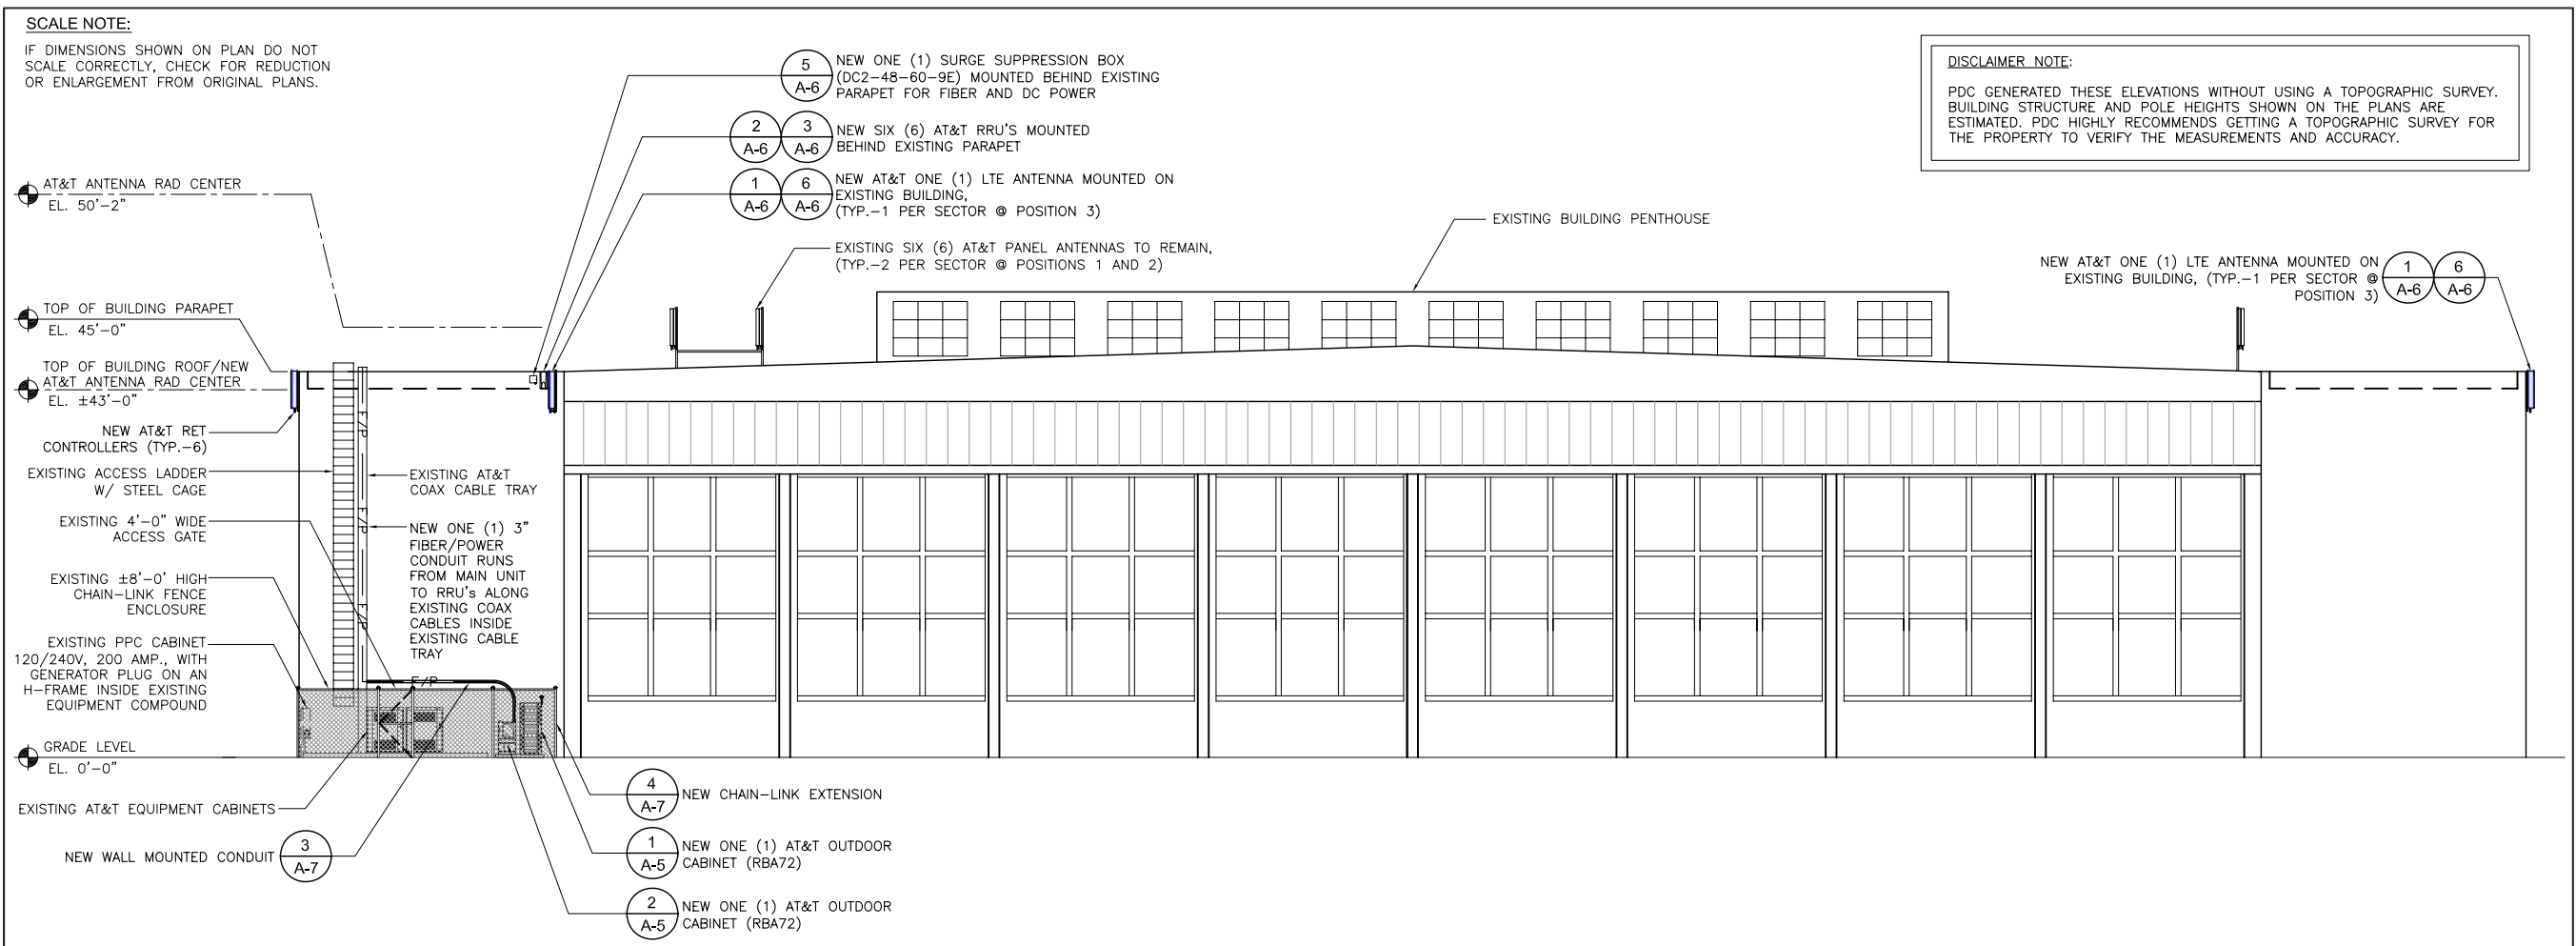 SCALE NOTE:
IF DIMENSIONS SHOWN ON PLAN DO NOT
SCALE CORRECTLY, CHECK FOR REDUCTION
OR ENLARGEMENT FROM ORIGINAL PLANS.
5
A-6
NEW ONE (1) SURGE SUPPRESSION BOX
(DC2-48-60-9E) MOUNTED BEHIND EXISTING
PARAPET FOR FIBER AND DC POWER
2
A-6
3
A-6
NEW SIX (6) AT&T RRU'S MOUNTED
BEHIND EXISTING PARAPET
1
A-6
6
A-6
NEW AT&T ONE (1) LTE ANTENNA MOUNTED ON
EXISTING BUILDING,
(TYP.-1 PER SECTOR @ POSITION 3)
EXISTING SIX (6) AT&T PANEL ANTENNAS TO REMAIN,
(TYP.-2 PER SECTOR @ POSITIONS 1 AND 2)
DISCLAIMER NOTE:
PDC GENERATED THESE ELEVATIONS WITHOUT USING A TOPOGRAPHIC SURVEY.
BUILDING STRUCTURE AND POLE HEIGHTS SHOWN ON THE PLANS ARE
ESTIMATED. PDC HIGHLY RECOMMENDS GETTING A TOPOGRAPHIC SURVEY FOR
THE PROPERTY TO VERIFY THE MEASUREMENTS AND ACCURACY.
EXISTING BUILDING PENTHOUSE
NEW AT&T ONE (1) LTE ANTENNA MOUNTED ON
EXISTING BUILDING, (TYP.-1 PER SECTOR @
POSITION 3)
1
A-6
6
A-6
AT&T ANTENNA RAD CENTER
EL. 50'-2"
TOP OF BUILDING PARAPET
EL. 45'-0"
TOP OF BUILDING ROOF/NEW
AT&T ANTENNA RAD CENTER
EL. ±43'-0"
NEW AT&T RET
CONTROLLERS (TYP.-6)
EXISTING ACCESS LADDER
W/ STEEL CAGE
EXISTING 4'-0" WIDE
ACCESS GATE
EXISTING ±8'-0' HIGH
CHAIN-LINK FENCE
ENCLOSURE
EXISTING PPC CABINET
120/240V, 200 AMP., WITH
GENERATOR PLUG ON AN
H-FRAME INSIDE EXISTING
EQUIPMENT COMPOUND
GRADE LEVEL
EL. 0'-0"
EXISTING AT&T EQUIPMENT CABINETS
NEW WALL MOUNTED CONDUIT
3
A-7
F/P
F/P
F/P
F/P
EXISTING AT&T
COAX CABLE TRAY
NEW ONE (1) 3"
FIBER/POWER
CONDUIT RUNS
FROM MAIN UNIT
TO RRU's ALONG
EXISTING COAX
CABLES INSIDE
EXISTING CABLE
TRAY
4
A-7
NEW CHAIN-LINK EXTENSION
1
A-5
NEW ONE (1) AT&T OUTDOOR
CABINET (RBA72)
2
A-5
NEW ONE (1) AT&T OUTDOOR
CABINET (RBA72)